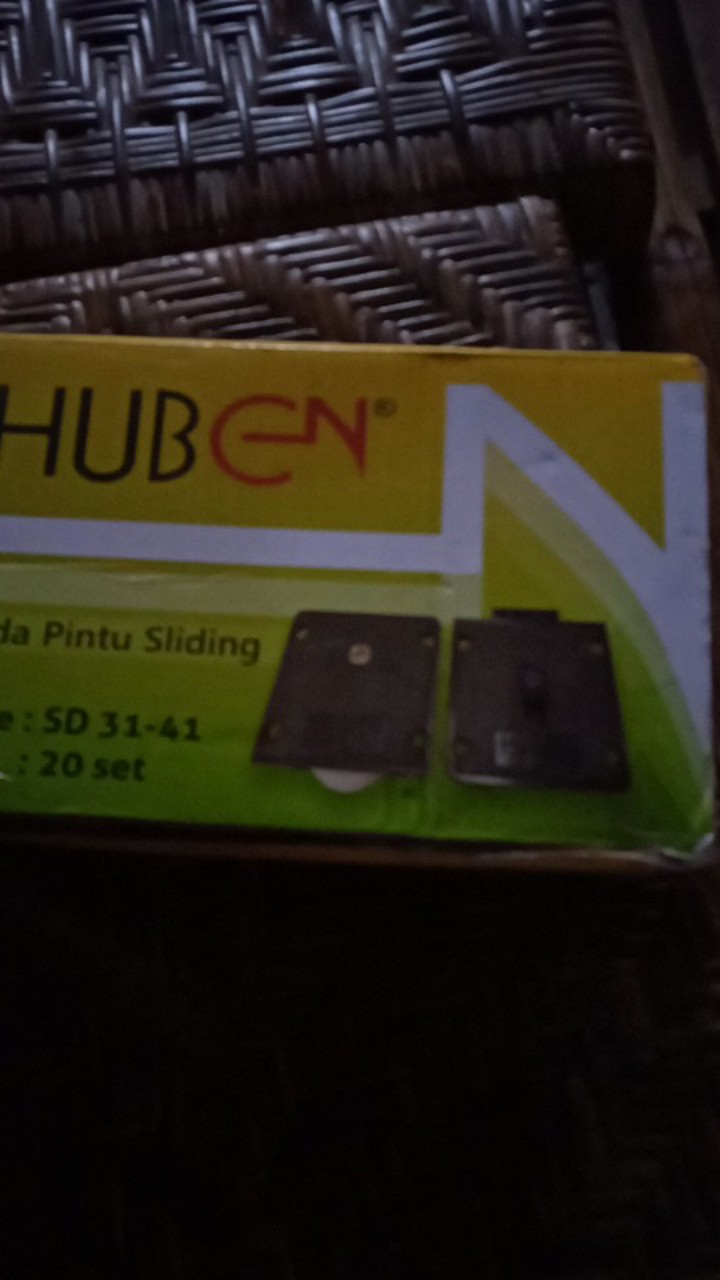 HUBEN®
da Pintu Sliding
e : SD 31-41
: 20 set